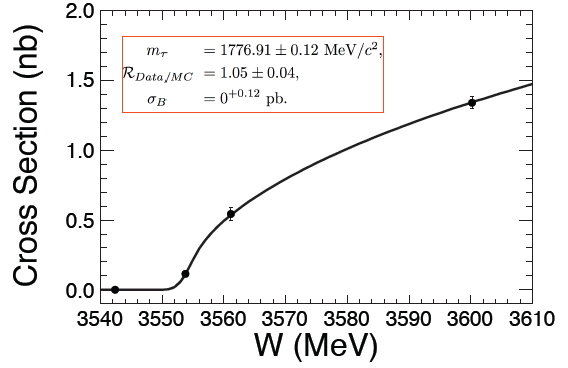 2.0
1.5
1.0
0.5
0.0
Cross Section (nb)
m_τ = 1776.91 ± 0.12 MeV/c²,
ℛ_{Data/MC} = 1.05 ± 0.04,
σ_B = 0^{+0.12} pb.
3540 3550 3560 3570 3580 3590 3600 3610
W (MeV)